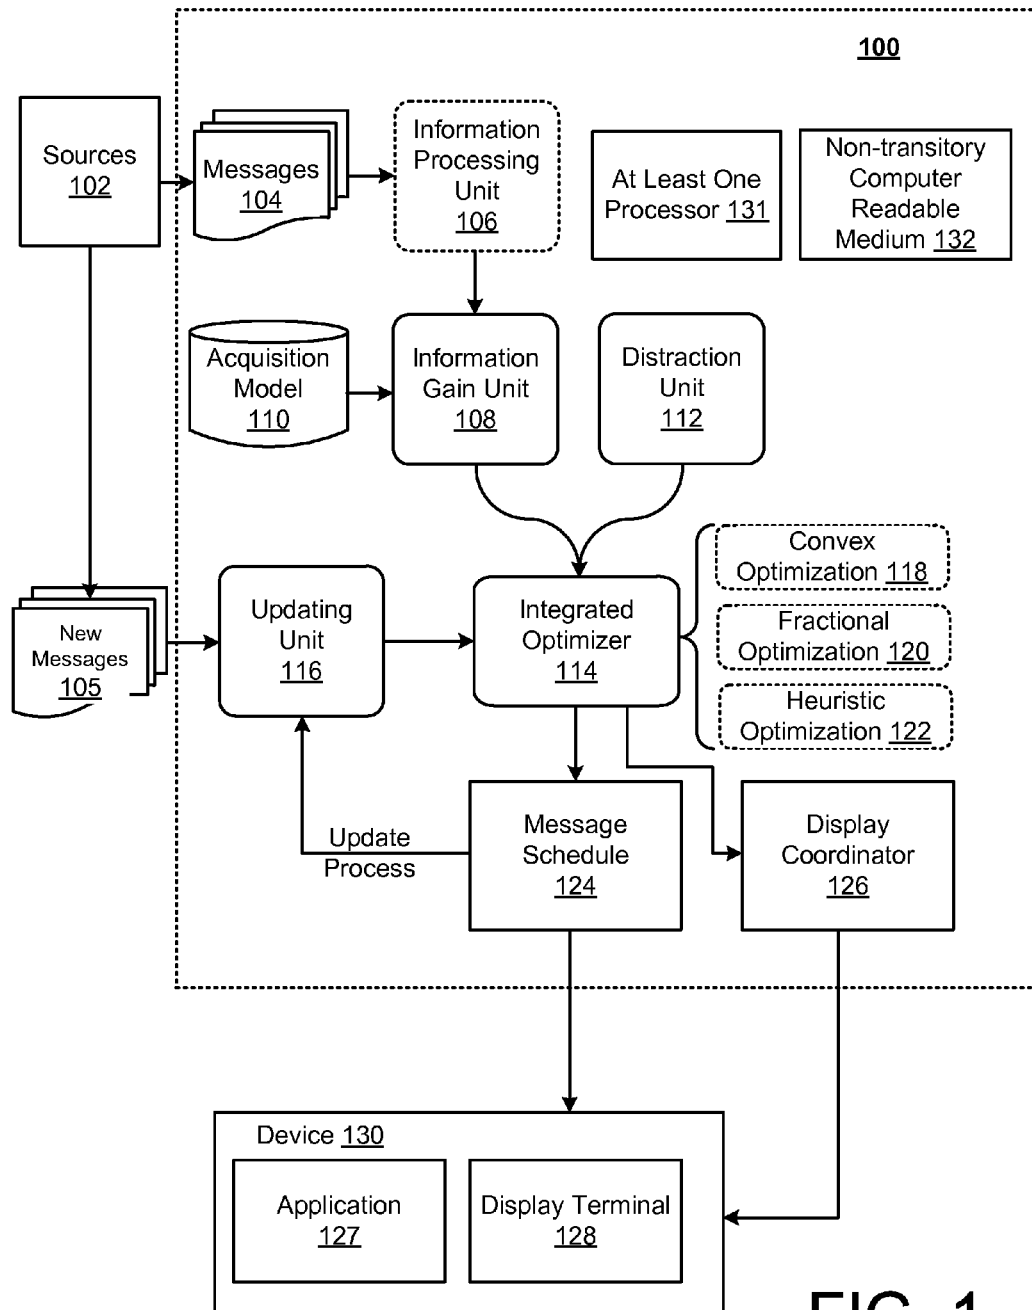 100
Sources
102
Messages
104
Information
Processing
Unit
106
At Least One
Processor 131
Non-transitory
Computer
Readable
Medium 132
Acquisition
Model
110
Information
Gain Unit
108
Distraction
Unit
112
New
Messages
105
Updating
Unit
116
Integrated
Optimizer
114
Convex
Optimization 118
Fractional
Optimization 120
Heuristic
Optimization 122
Update
Process
Message
Schedule
124
Display
Coordinator
126
Device 130
Application
127
Display Terminal
128
FIG. 1